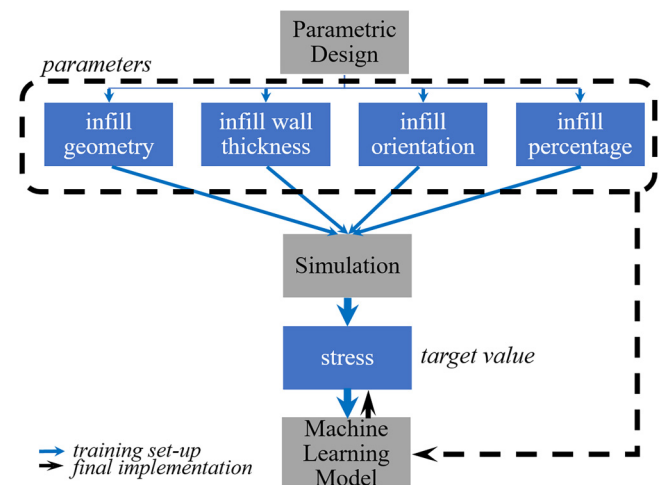 Parametric
Design
parameters
infill
geometry
infill wall
thickness
infill
orientation
infill
percentage
Simulation
stress
target value
Machine
Learning
Model
training set-up
final implementation